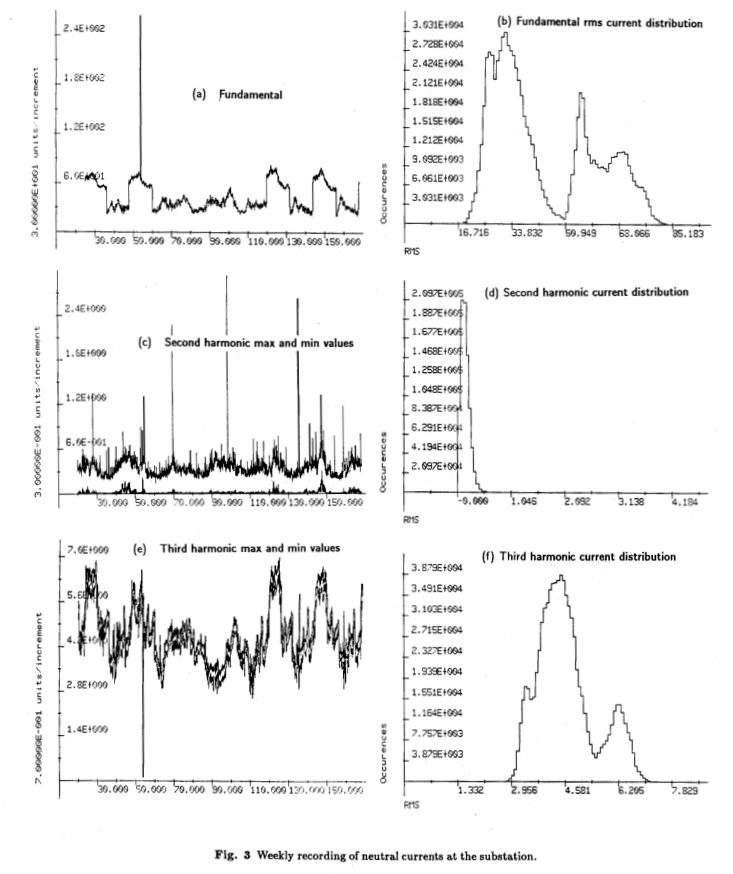 (a) Fundamental
3.00000E+001 units/increment
2.4E+002
1.8E+002
1.2E+002
6.0E+001
30.000 50.000 70.000 90.000 110.000 130.000 150.000
(b) Fundamental rms current distribution
Occurences
3.031E+004
2.728E+004
2.424E+004
2.121E+004
1.818E+004
1.515E+004
1.212E+004
9.092E+003
6.061E+003
3.031E+003
16.716 33.832 50.949 68.066 85.183
RMS
(c) Second harmonic max and min values
3.00000E-001 units/increment
2.4E+000
1.8E+000
1.2E+000
6.0E-001
30.000 50.000 70.000 90.000 110.000 130.000 150.000
(d) Second harmonic current distribution
Occurences
2.097E+005
1.887E+005
1.677E+005
1.468E+005
1.258E+005
1.048E+005
8.387E+004
6.291E+004
4.194E+004
2.097E+004
-0.000 1.046 2.092 3.138 4.184
RMS
(e) Third harmonic max and min values
7.00000E-001 units/increment
7.0E+000
5.6E+000
4.2E+000
2.8E+000
1.4E+000
30.000 50.000 70.000 90.000 110.000 130.000 150.000
(f) Third harmonic current distribution
Occurences
3.879E+004
3.491E+004
3.103E+004
2.715E+004
2.327E+004
1.939E+004
1.551E+004
1.164E+004
7.757E+003
3.879E+003
1.332 2.956 4.581 6.205 7.829
RMS
Fig. 3 Weekly recording of neutral currents at the substation.